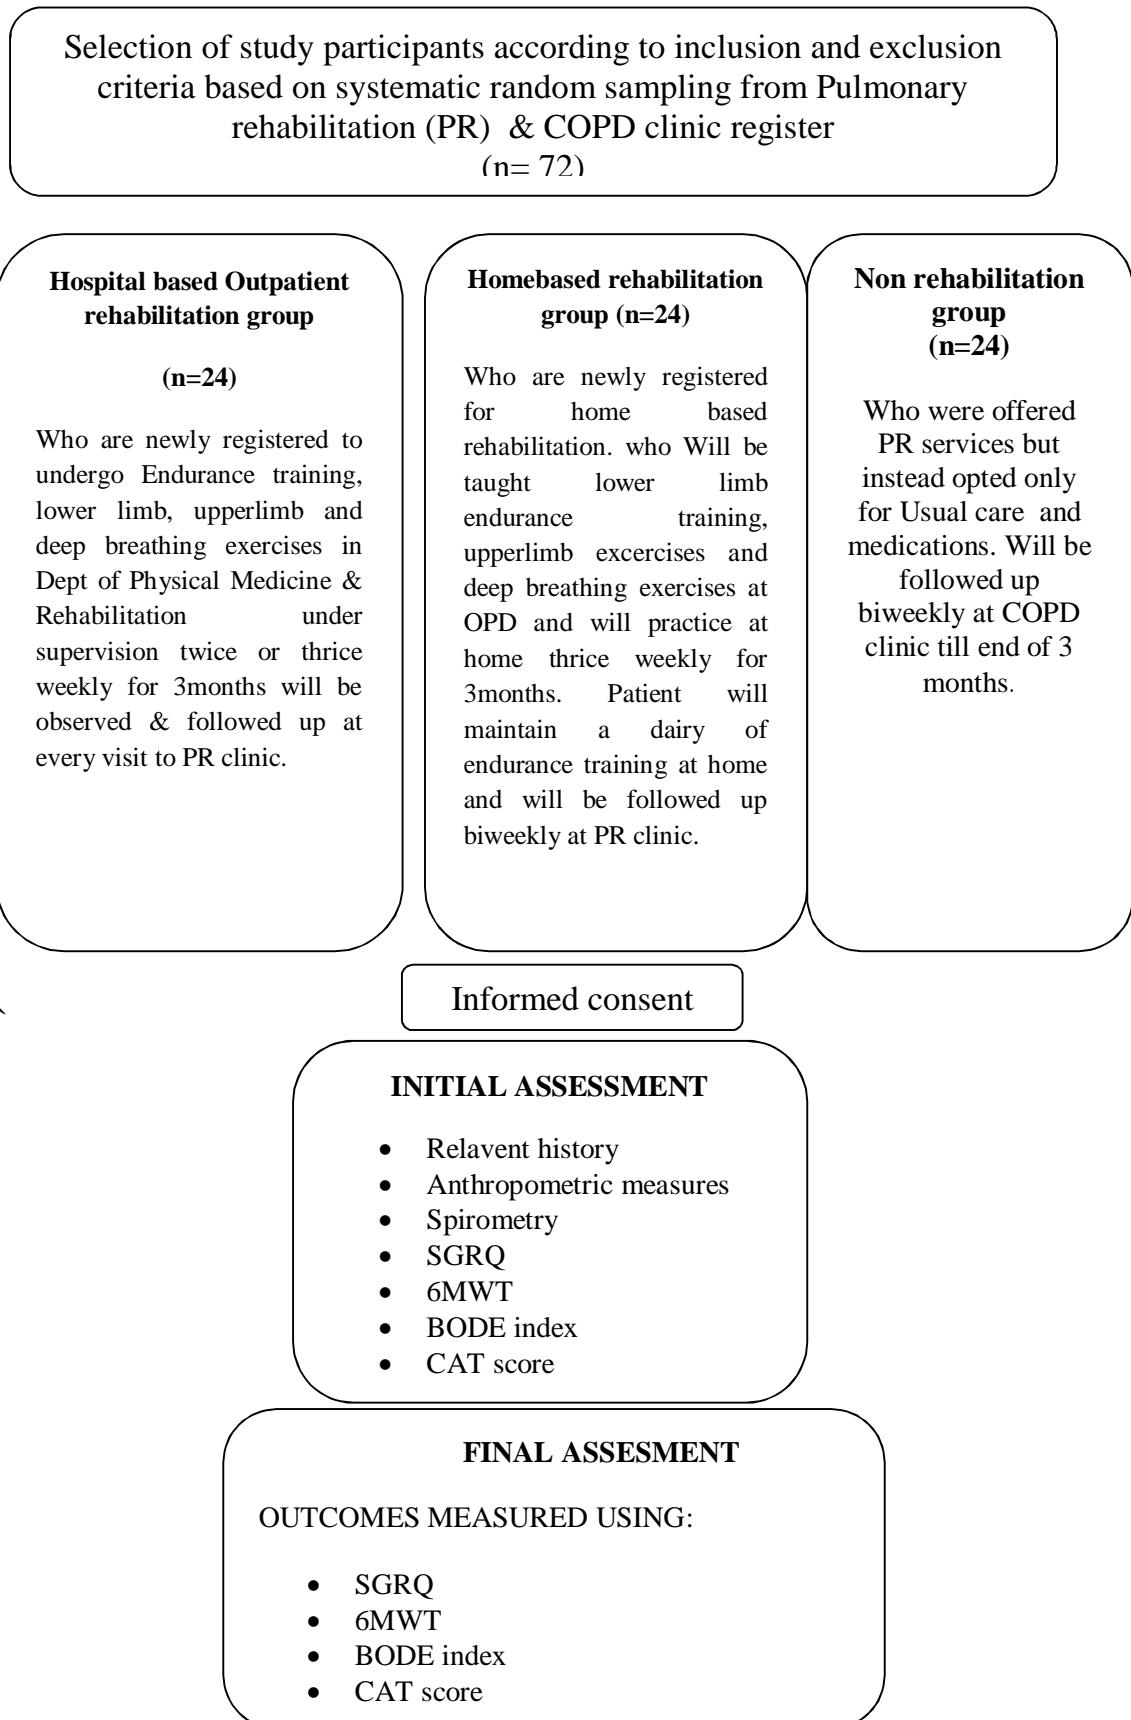 Selection of study participants according to inclusion and exclusion
criteria based on systematic random sampling from Pulmonary
rehabilitation (PR) & COPD clinic register
(n= 72)
Hospital based Outpatient
rehabilitation group
(n=24)
Who are newly registered to
undergo Endurance training,
lower limb, upperlimb and
deep breathing exercises in
Dept of Physical Medicine &
Rehabilitation under
supervision twice or thrice
weekly for 3months will be
observed & followed up at
every visit to PR clinic.
Homebased rehabilitation
group (n=24)
Who are newly registered
for home based
rehabilitation. who Will be
taught lower limb
endurance training,
upperlimb excercises and
deep breathing exercises at
OPD and will practice at
home thrice weekly for
3months. Patient will
maintain a dairy of
endurance training at home
and will be followed up
biweekly at PR clinic.
Non rehabilitation
group
(n=24)
Who were offered
PR services but
instead opted only
for Usual care and
medications. Will be
followed up
biweekly at COPD
clinic till end of 3
months.
Informed consent
INITIAL ASSESSMENT
• Relavent history
• Anthropometric measures
• Spirometry
• SGRQ
• 6MWT
• BODE index
• CAT score
FINAL ASSESMENT
OUTCOMES MEASURED USING:
• SGRQ
• 6MWT
• BODE index
• CAT score